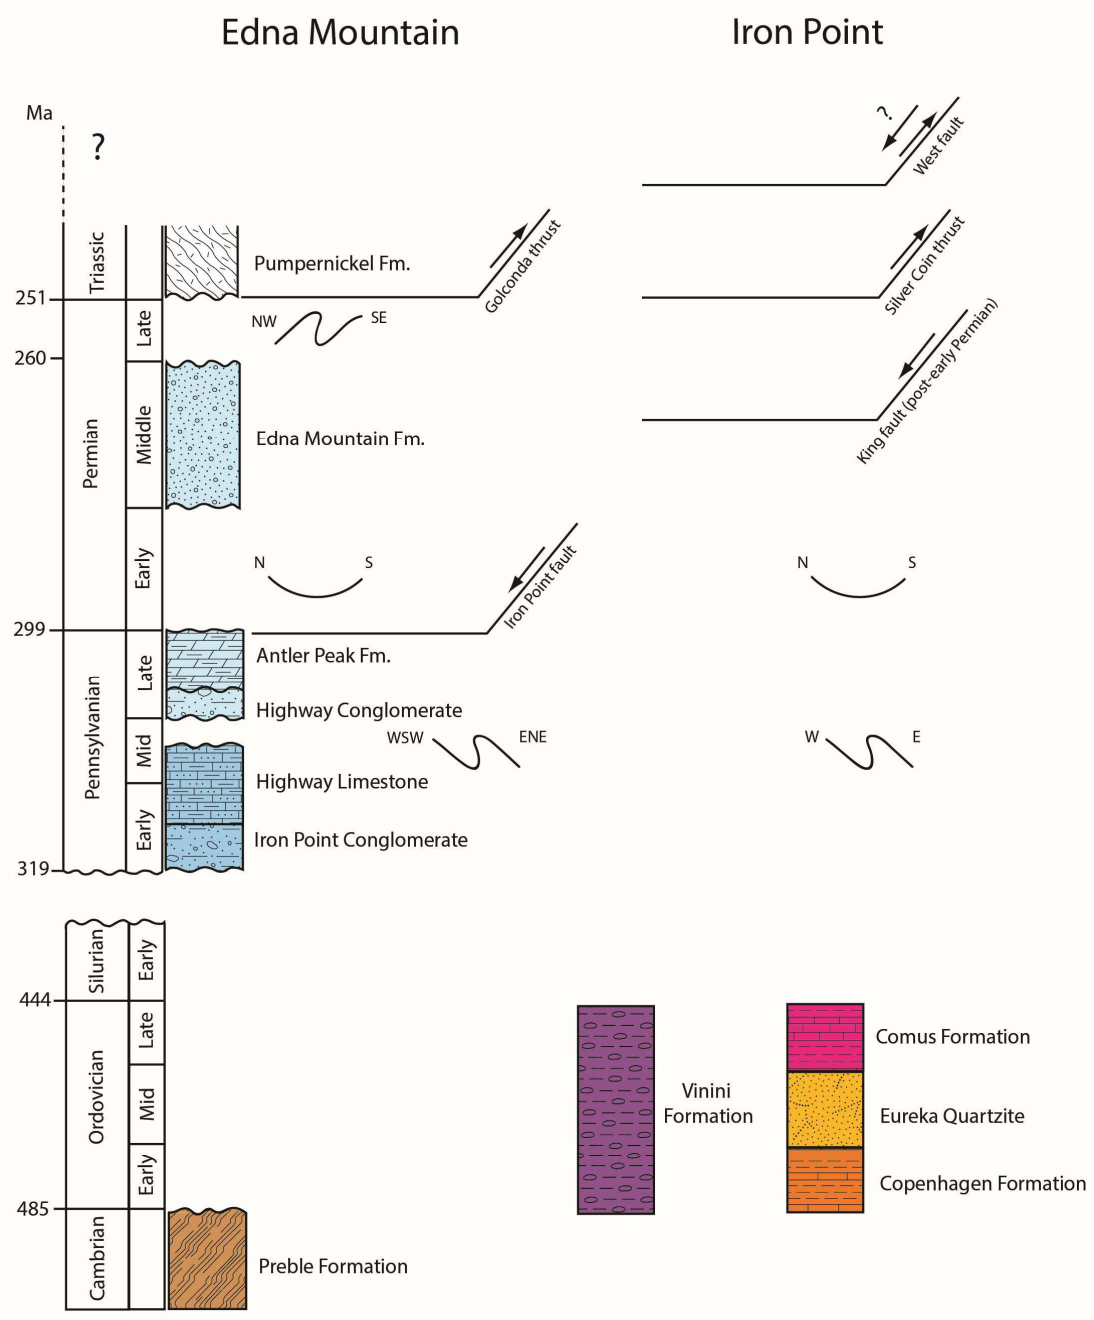 Edna Mountain
Iron Point
Ma
?
?
West fault
Triassic
Pumpernickel Fm.
Golconda thrust
Silver Coin thrust
251
Late
NW
SE
260
King fault (post-early Permian)
Permian
Middle
Edna Mountain Fm.
Early
N
S
Iron Point fault
N
S
299
Pennsylvanian
Late
Antler Peak Fm.
Highway Conglomerate
WSW
ENE
W
E
Mid
Highway Limestone
Early
Iron Point Conglomerate
319
Silurian
Early
444
Ordovician
Late
Comus Formation
Mid
Vinini
Formation
Eureka Quartzite
Early
Copenhagen Formation
485
Cambrian
Preble Formation